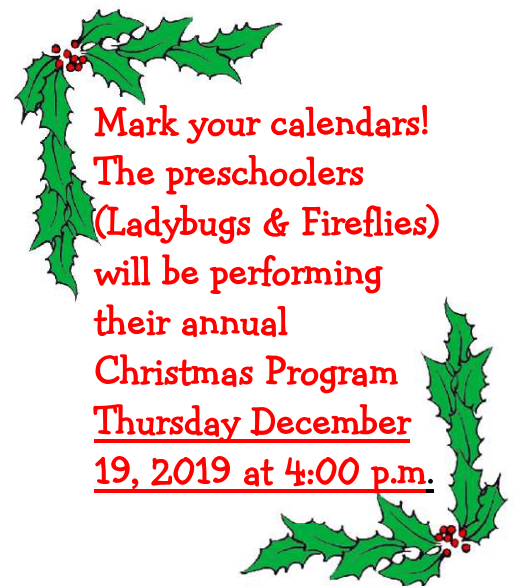 Mark your calendars!
The preschoolers
(Ladybugs & Fireflies)
will be performing
their annual
Christmas Program
Thursday December
19, 2019 at 4:00 p.m.